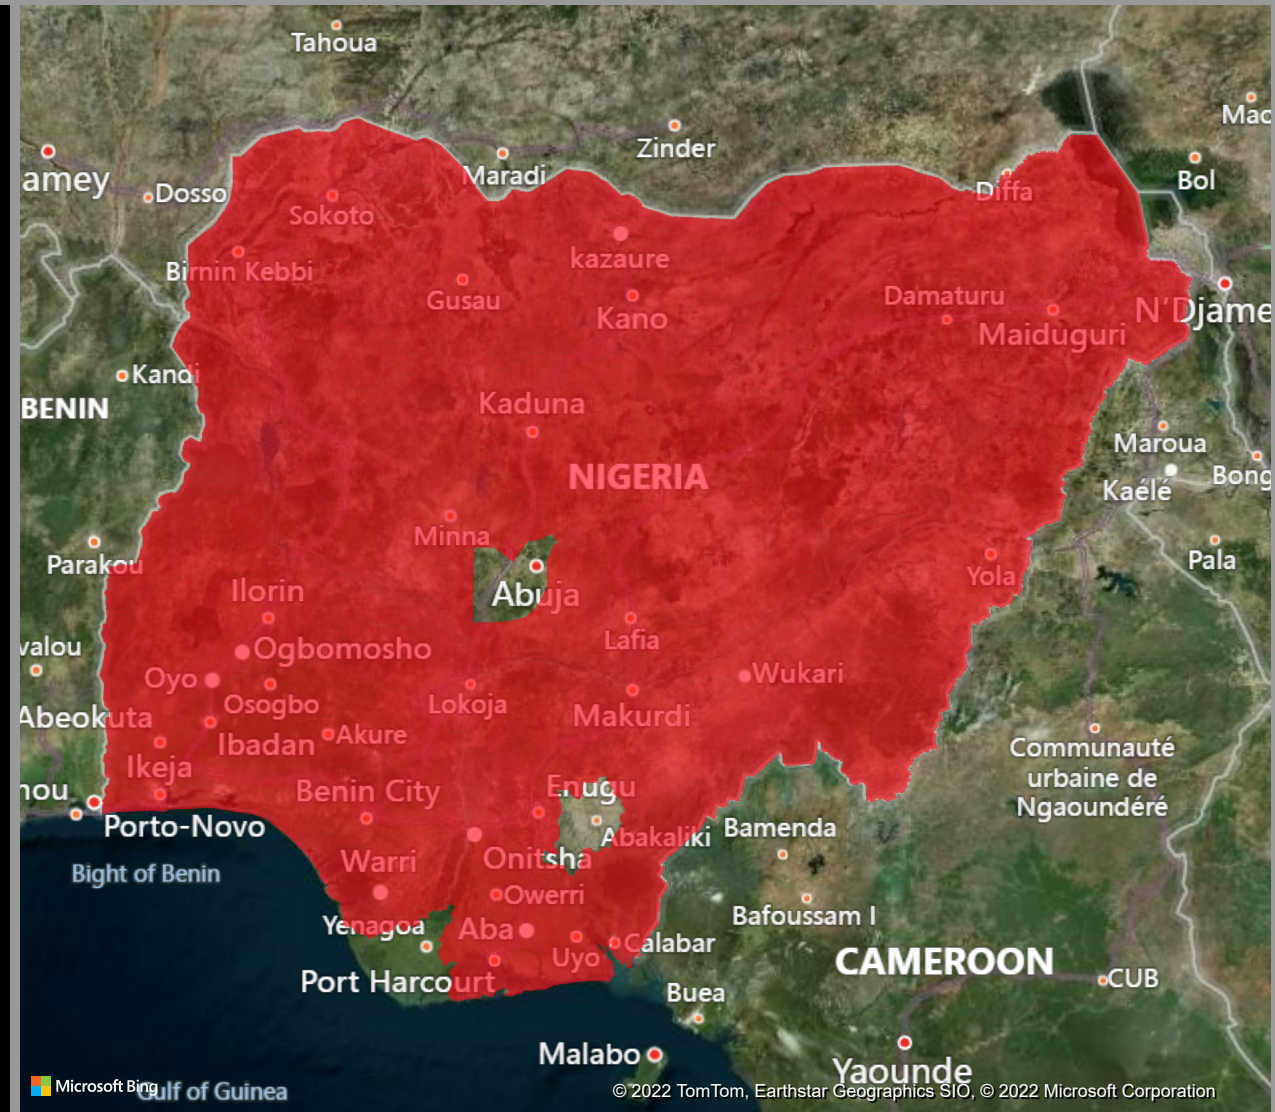 Tahoua
Mao
Zinder
Maradi
Bol
amey
Dosso
Diffa
Sokoto
kazaure
Birnin Kebbi
Gusau
Kano
Damaturu
N'Djame
Maiduguri
Kandi
BENIN
Kaduna
Maroua
NIGERIA
Kaélé
Bong
Minna
Parakou
Abuja
Yola
Pala
Ilorin
Lafia
valou
Ogbomosho
Oyo
Wukari
Osogbo
Lokoja
Abeokuta
Makurdi
Ibadan
Akure
Communauté
urbaine de
Ngaoundéré
Ikeja
Enugu
nou
Benin City
Porto-Novo
Abakaliki
Bamenda
Warri
Onitsha
Bight of Benin
Owerri
Bafoussam I
Yenagoa
Aba
Calabar
Uyo
CAMEROON
Port Harcourt
CUB
Buea
Malabo
Yaounde
Microsoft Bing
Gulf of Guinea
© 2022 TomTom, Earthstar Geographics SIO, © 2022 Microsoft Corporation